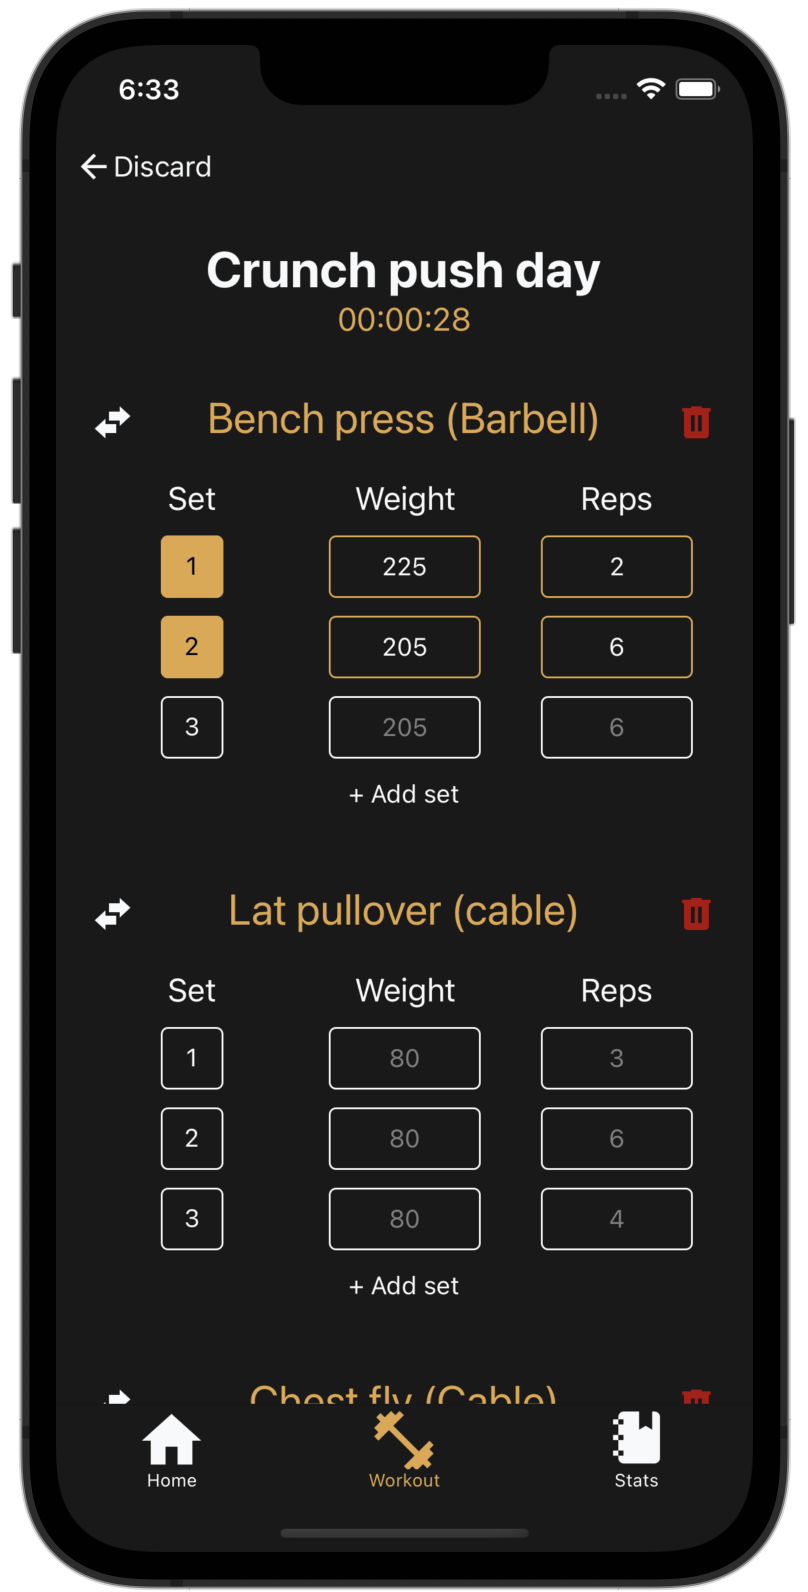 6:33
Discard
Crunch push day
00:00:28
Bench press (Barbell)
Set Weight Reps
1 225 2
2 205 6
3 205 6
+ Add set
Lat pullover (cable)
Set Weight Reps
1 80 3
2 80 6
3 80 4
+ Add set
Chest fly (Cable)
Home Workout Stats